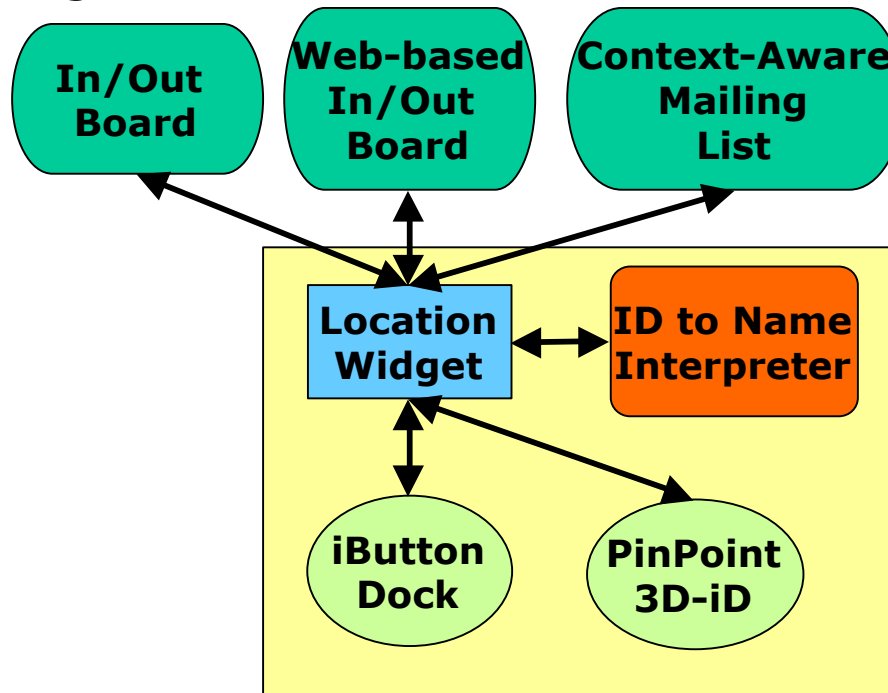 In/Out
Board
Web-based
In/Out
Board
Context-Aware
Mailing
List
Location
Widget
ID to Name
Interpreter
iButton
Dock
PinPoint
3D-iD